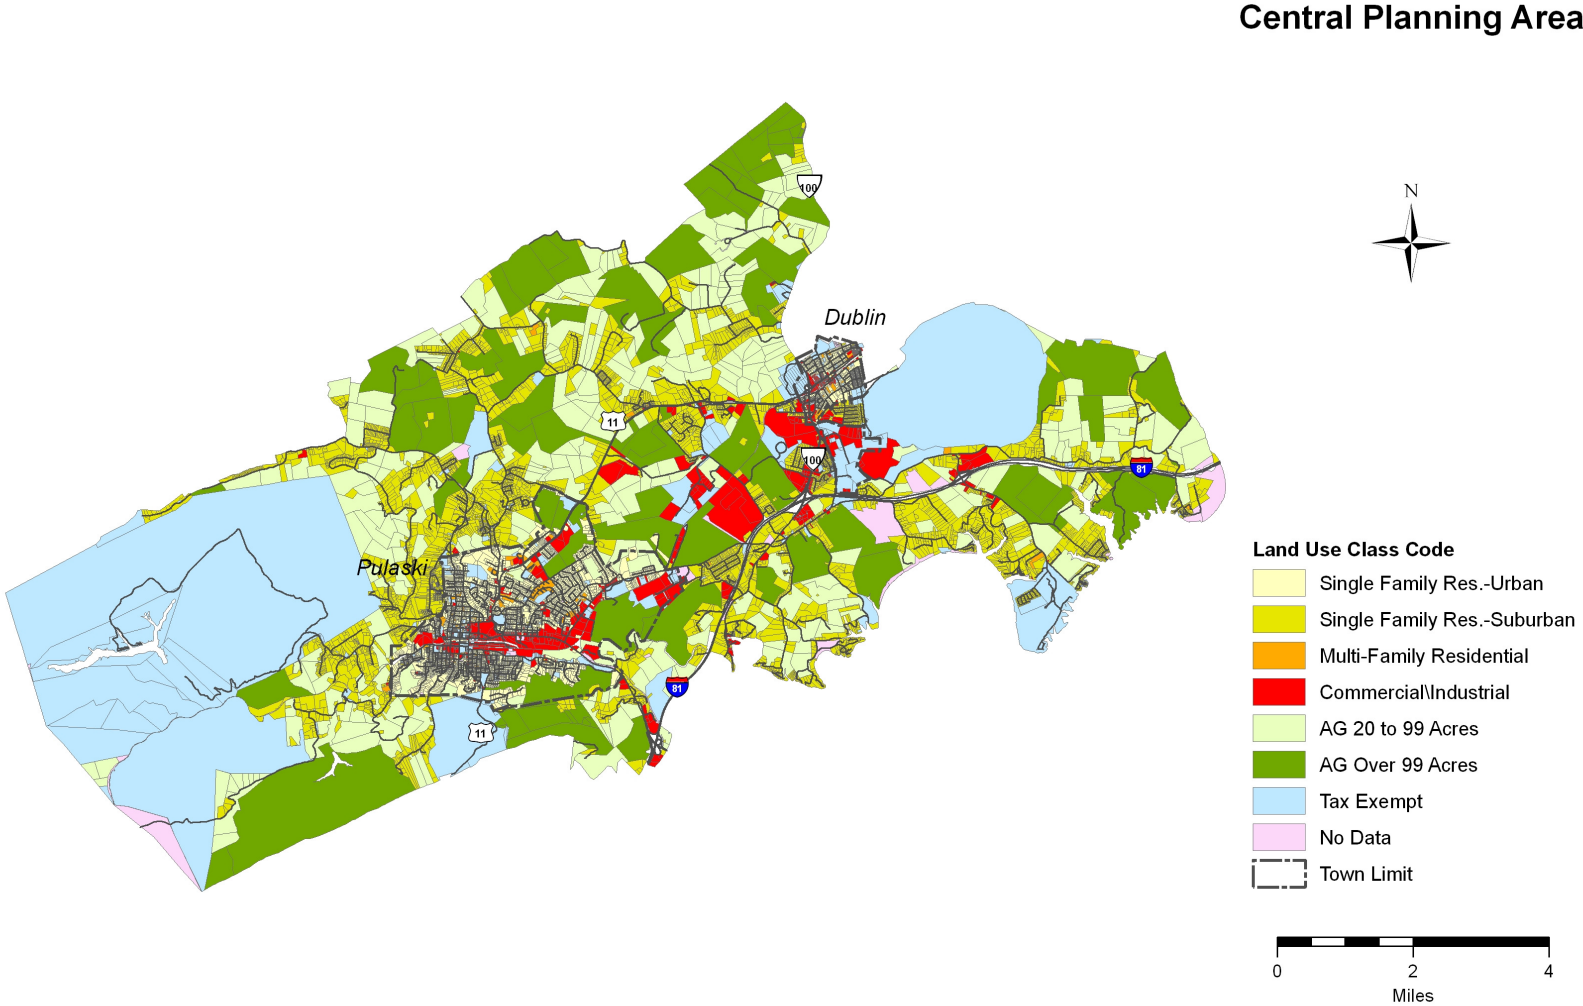 Central Planning Area
100
N
Dublin
11
100
81
Pulaski
Land Use Class Code
Single Family Res.-Urban
Single Family Res.-Suburban
Multi-Family Residential
Commercial\Industrial
AG 20 to 99 Acres
AG Over 99 Acres
Tax Exempt
No Data
Town Limit
81
11
0 2 4
Miles